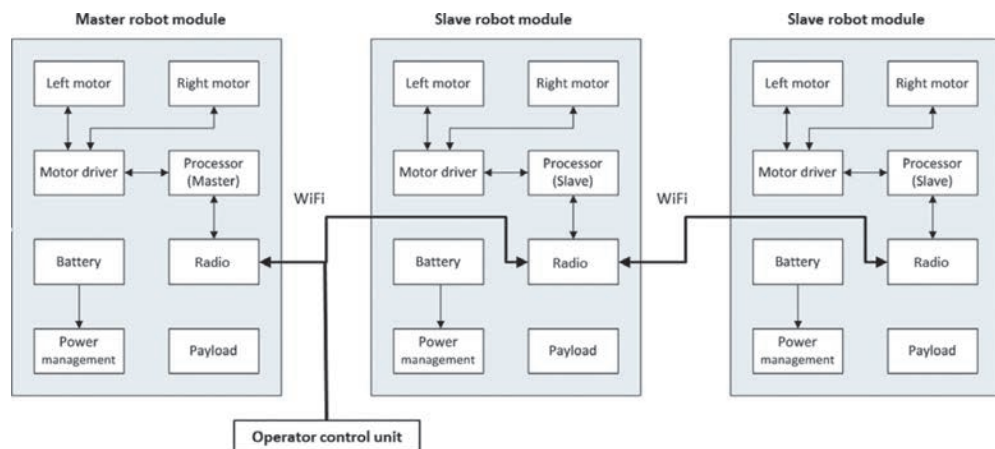 Master robot module
Left motor
Right motor
Motor driver
Processor
(Master)
Battery
Radio
Power
management
Payload
WiFi
Slave robot module
Left motor
Right motor
Motor driver
Processor
(Slave)
Battery
Radio
Power
management
Payload
WiFi
Slave robot module
Left motor
Right motor
Motor driver
Processor
(Slave)
Battery
Radio
Power
management
Payload
Operator control unit